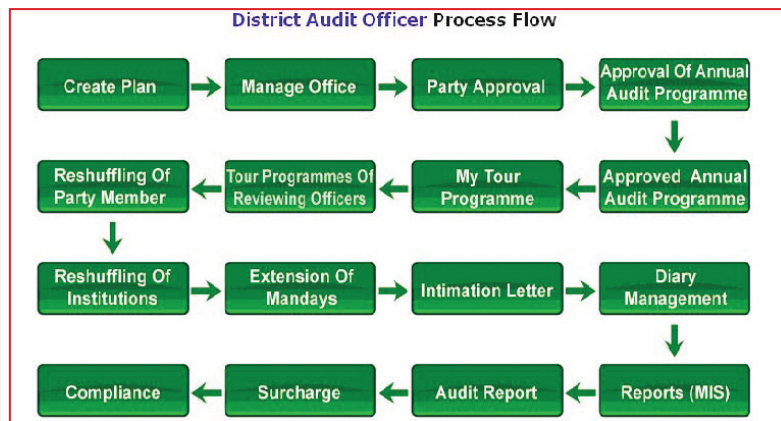 District Audit Officer Process Flow
Create Plan
Manage Office
Party Approval
Approval Of Annual
Audit Programme
Reshuffling Of
Party Member
Tour Programmes Of
Reviewing Officers
My Tour
Programme
Approved Annual
Audit Programme
Reshuffling Of
Institutions
Extension Of
Mandays
Intimation Letter
Diary
Management
Compliance
Surcharge
Audit Report
Reports (MIS)